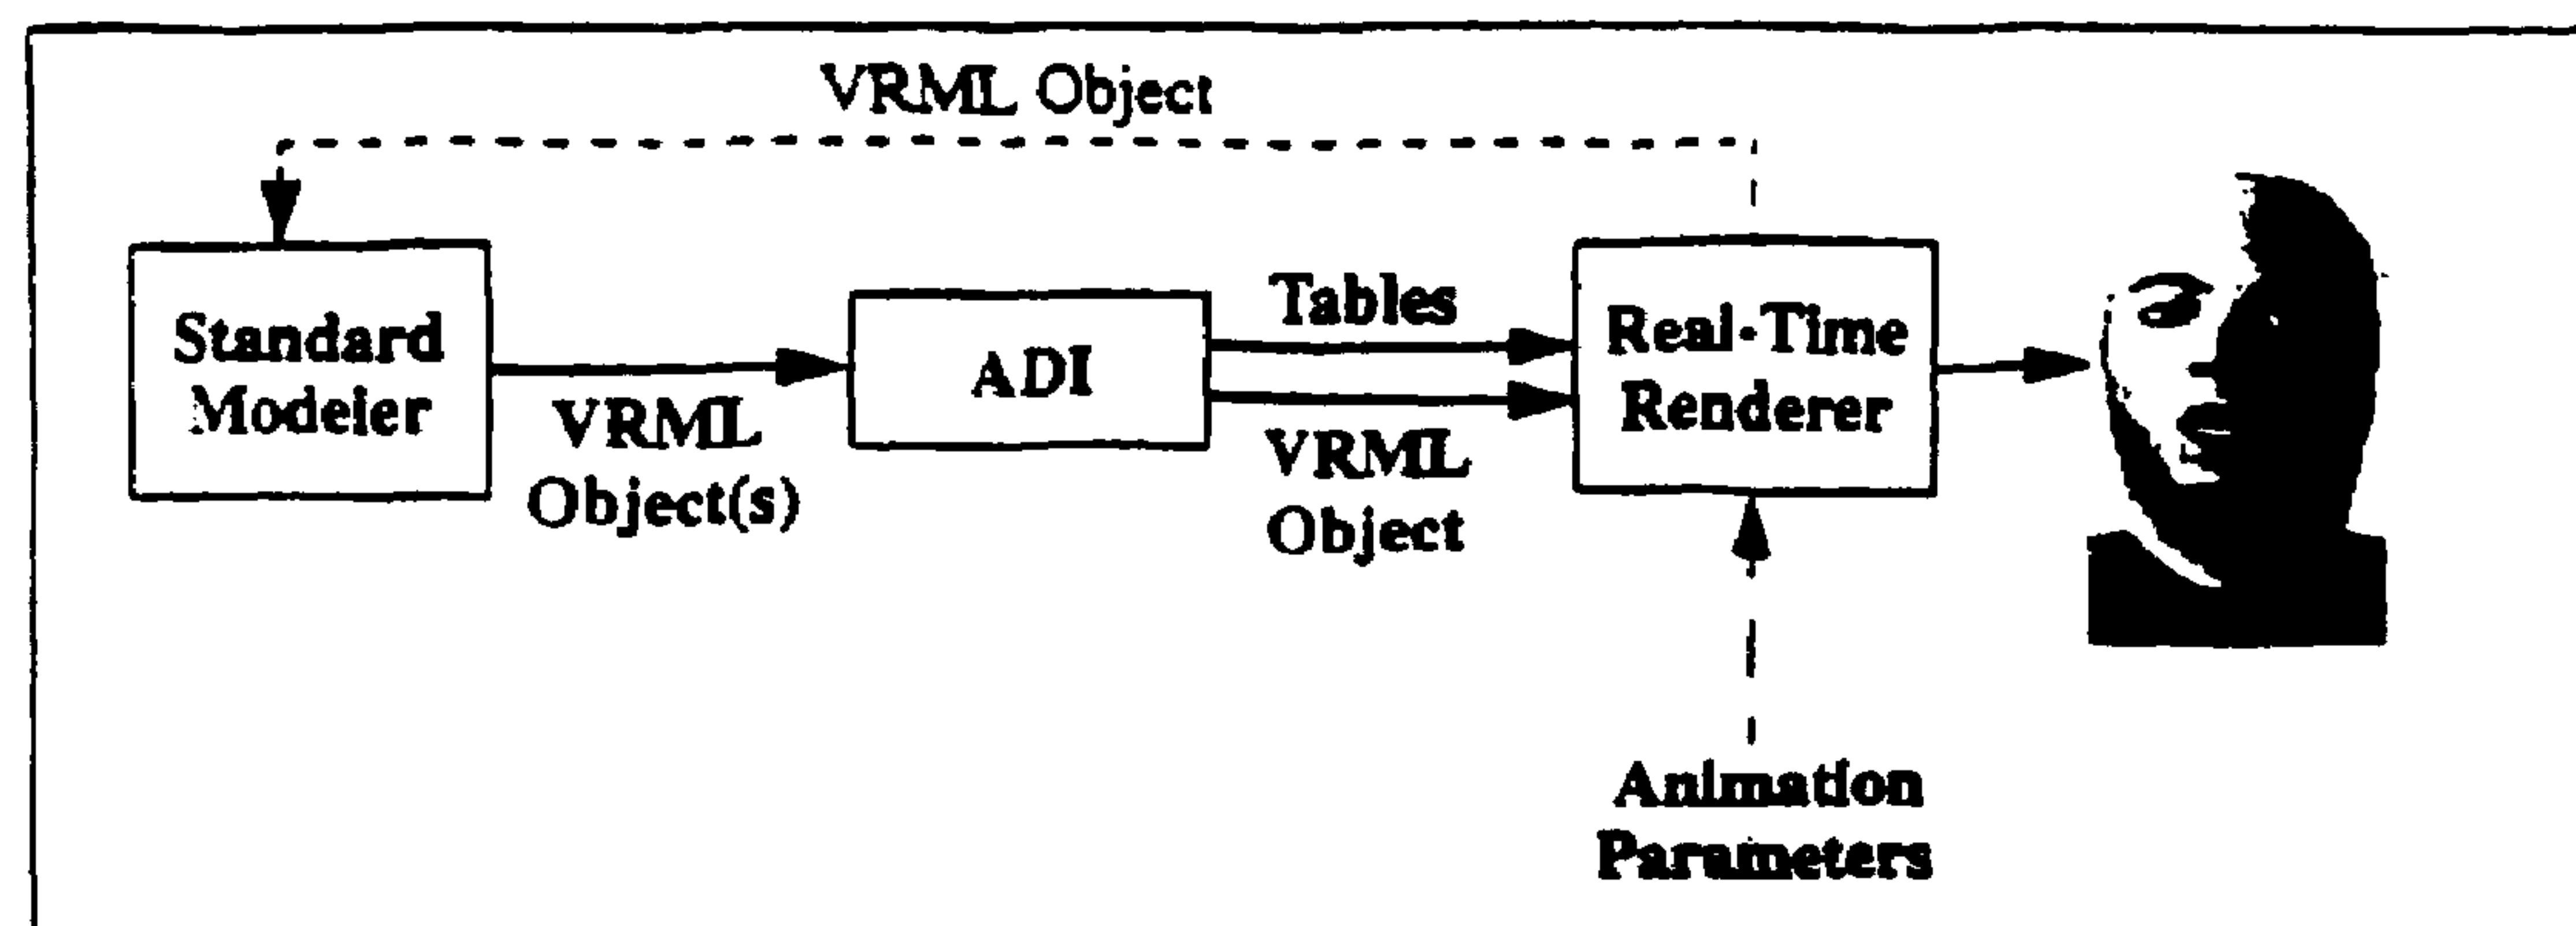 VRML Object
Standard
Modeler
VRML
Object(s)
ADI
Tables
VRML
Object
Real-Time
Renderer
Animation
Parameters